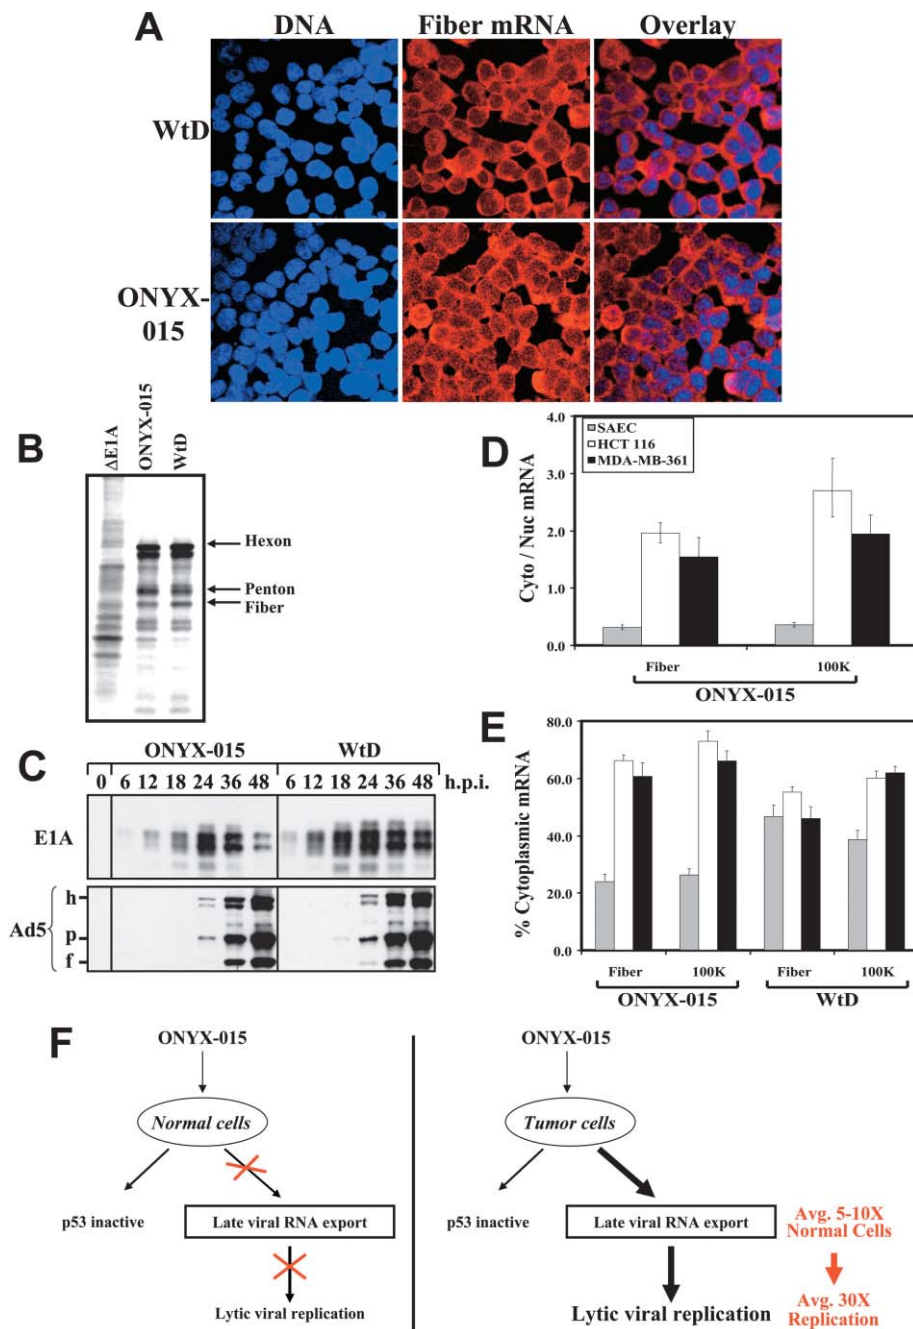 A
DNA Fiber mRNA Overlay
WtD
ONYX-
015
B
ΔE1A
ONYX-015
WtD
Hexon
Penton
Fiber
C
ONYX-015 WtD
0 6 12 18 24 36 48 6 12 18 24 36 48 h.p.i.
E1A
Ad5
h
p
f
D
Cyto / Nuc mRNA
4.0
3.0
2.0
1.0
0.0
SAEC
HCT 116
MDA-MB-361
Fiber 100K
ONYX-015
E
% Cytoplasmic mRNA
80.0
60.0
40.0
20.0
0.0
Fiber 100K Fiber 100K
ONYX-015 WtD
F
ONYX-015
Normal cells
p53 inactive
Late viral RNA export
Lytic viral replication
ONYX-015
Tumor cells
p53 inactive
Late viral RNA export
Lytic viral replication
Avg. 5-10X
Normal Cells
Avg. 30X
Replication